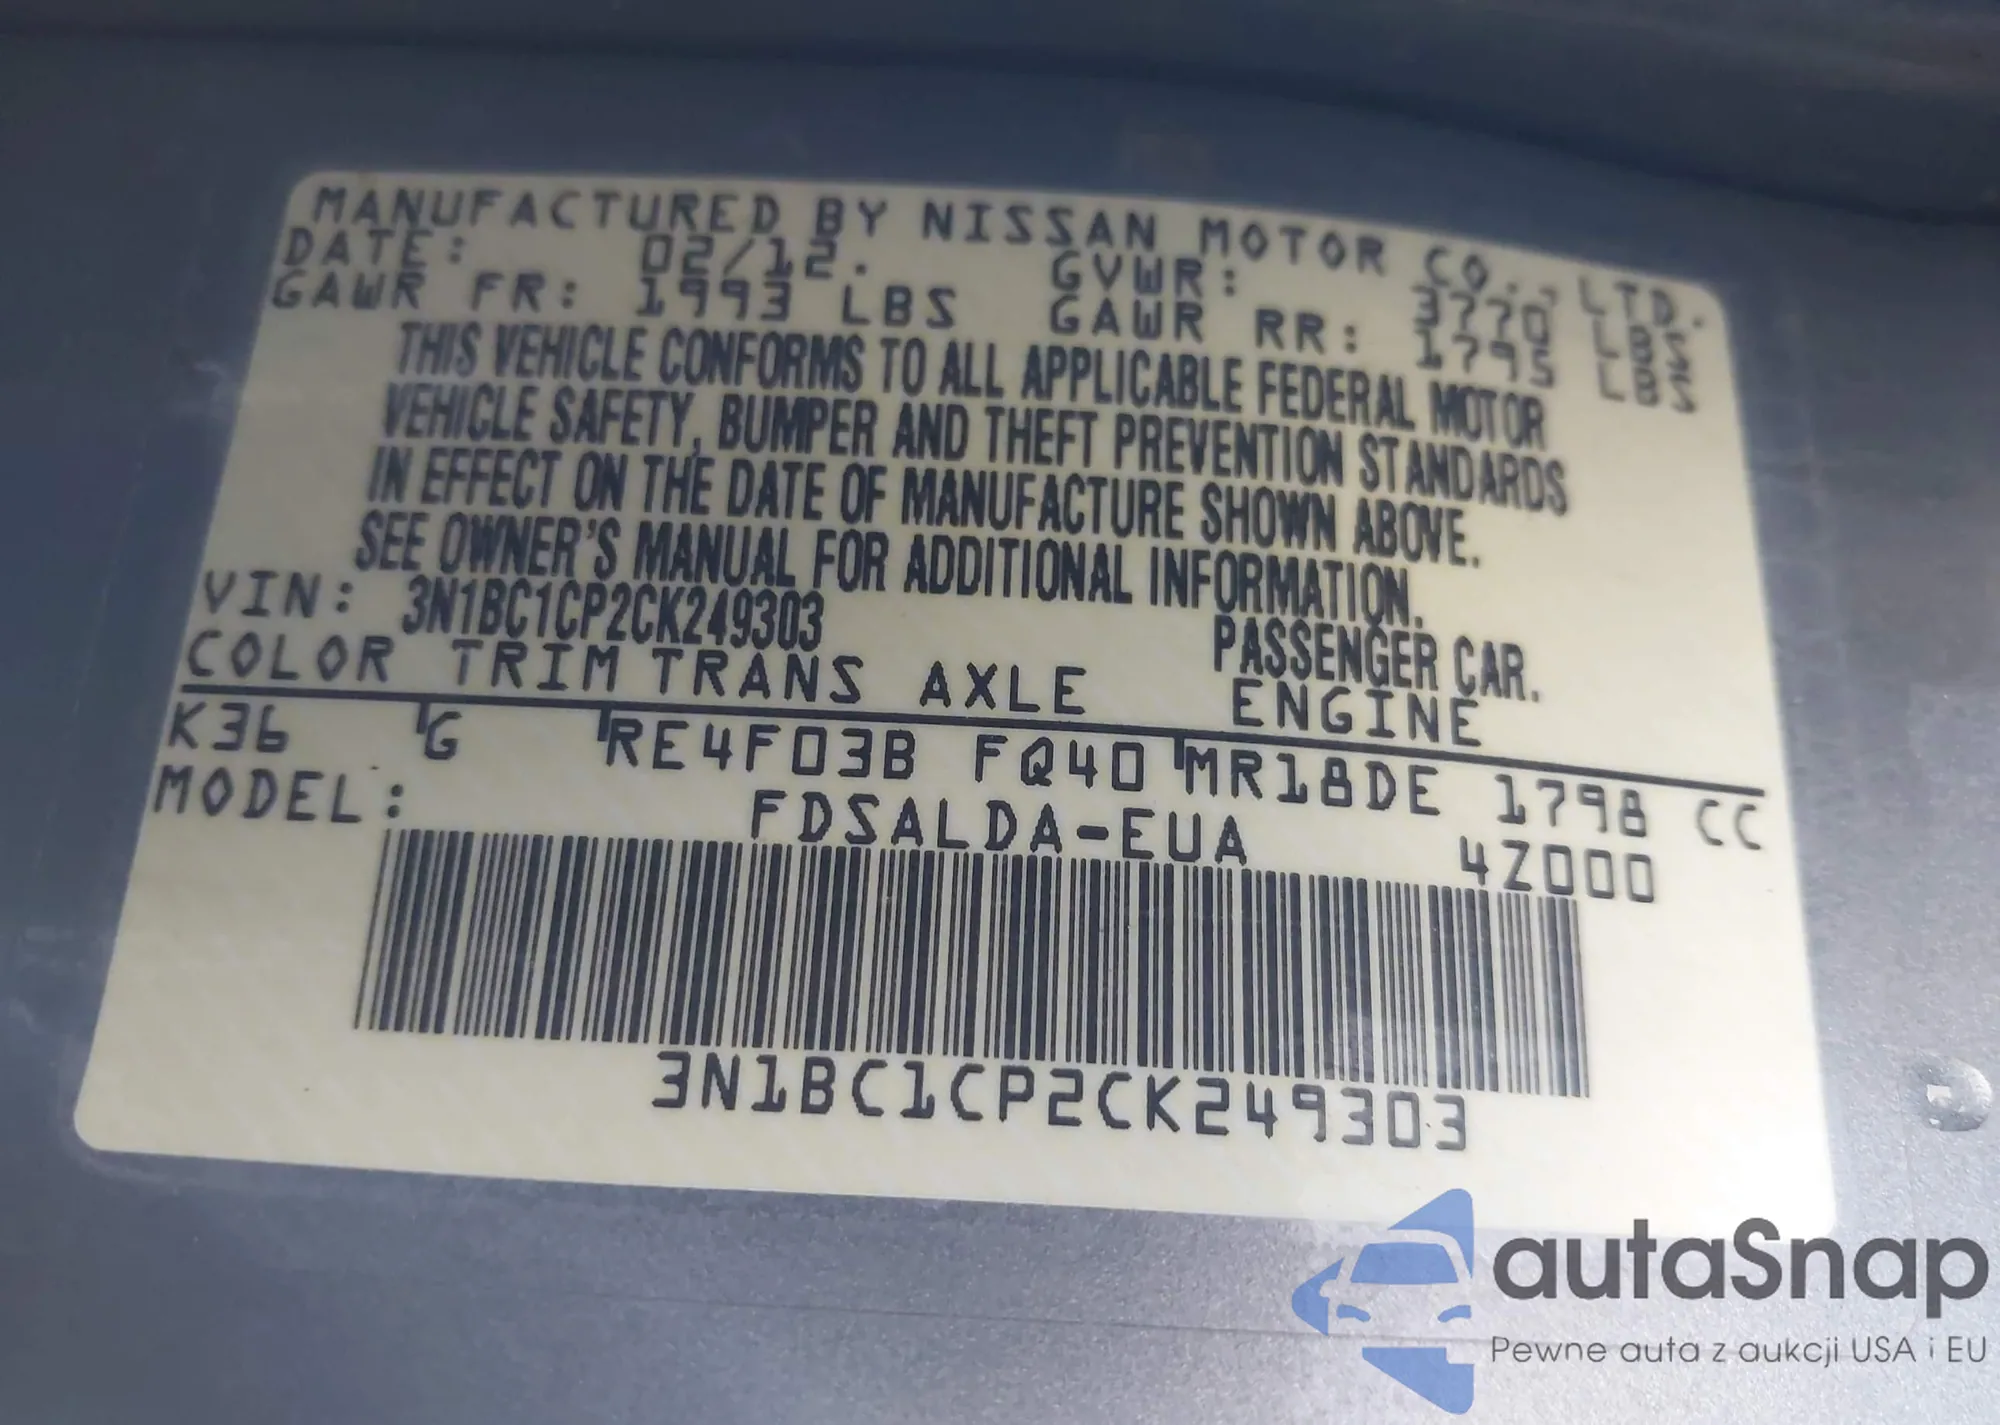 MANUFACTURED BY NISSAN MOTOR CO., LTD.
DATE: 02/12. GVWR: 3770 LBS
GAWR FR: 1993 LBS GAWR RR: 1795 LBS
THIS VEHICLE CONFORMS TO ALL APPLICABLE FEDERAL MOTOR
VEHICLE SAFETY, BUMPER AND THEFT PREVENTION STANDARDS
IN EFFECT ON THE DATE OF MANUFACTURE SHOWN ABOVE.
SEE OWNER'S MANUAL FOR ADDITIONAL INFORMATION.
VIN: 3N1BC1CP2CK249303 PASSENGER CAR.
COLOR TRIM TRANS AXLE ENGINE
K36 G RE4F03B FQ40 MR18DE 1798 CC
MODEL: FDSALDA-EUA 4Z000
3N1BC1CP2CK249303
autaSnap
Pewne auta z aukcji USA i EU